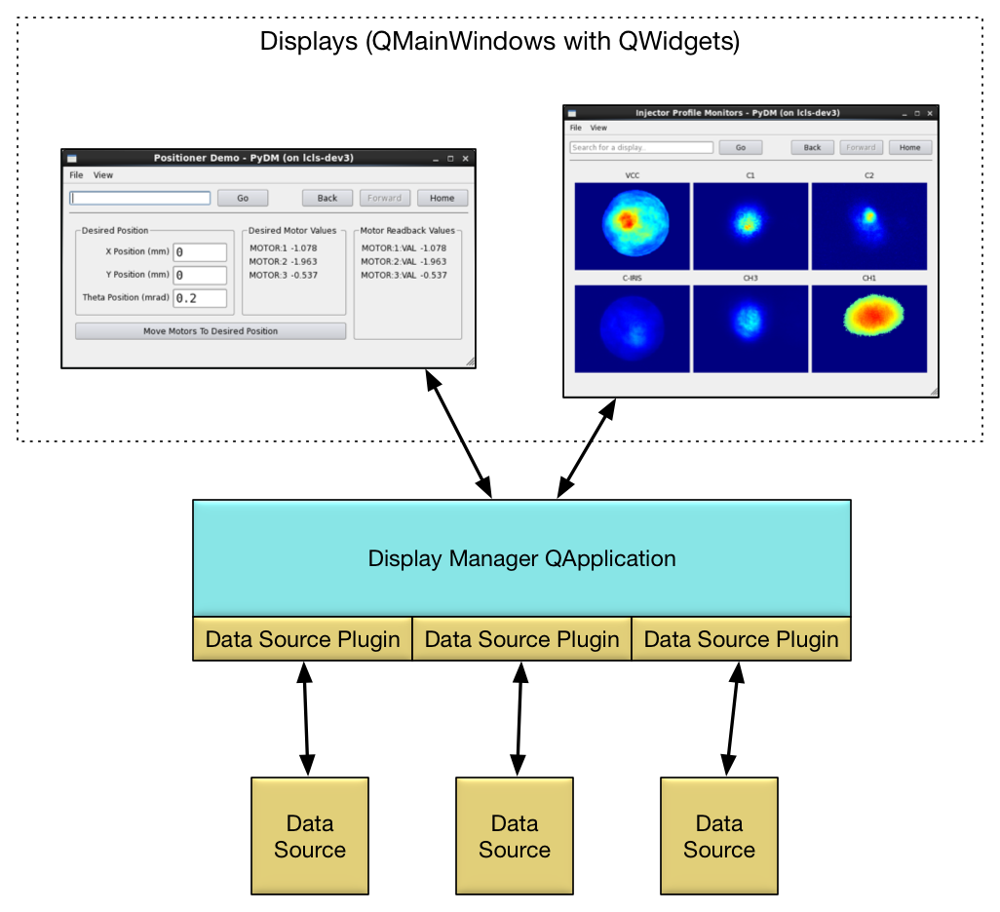 Displays (QMainWindows with QWidgets)
Positioner Demo - PyDM (on lcls-dev3)
File View
Go Back Forward Home
Desired Position
X Position (mm) 0
Y Position (mm) 0
Theta Position (mrad) 0.2
Desired Motor Values
MOTOR:1 -1.078
MOTOR:2 -1.963
MOTOR:3 -0.537
Motor Readback Values
MOTOR:1:VAL -1.078
MOTOR:2:VAL -1.963
MOTOR:3:VAL -0.537
Move Motors To Desired Position
Injector Profile Monitors - PyDM (on lcls-dev3)
File View
Search for a display.. Go Back Forward Home
VCC C1 C2
C-IRIS CH3 CH1
Display Manager QApplication
Data Source Plugin Data Source Plugin Data Source Plugin
Data
Source
Data
Source
Data
Source